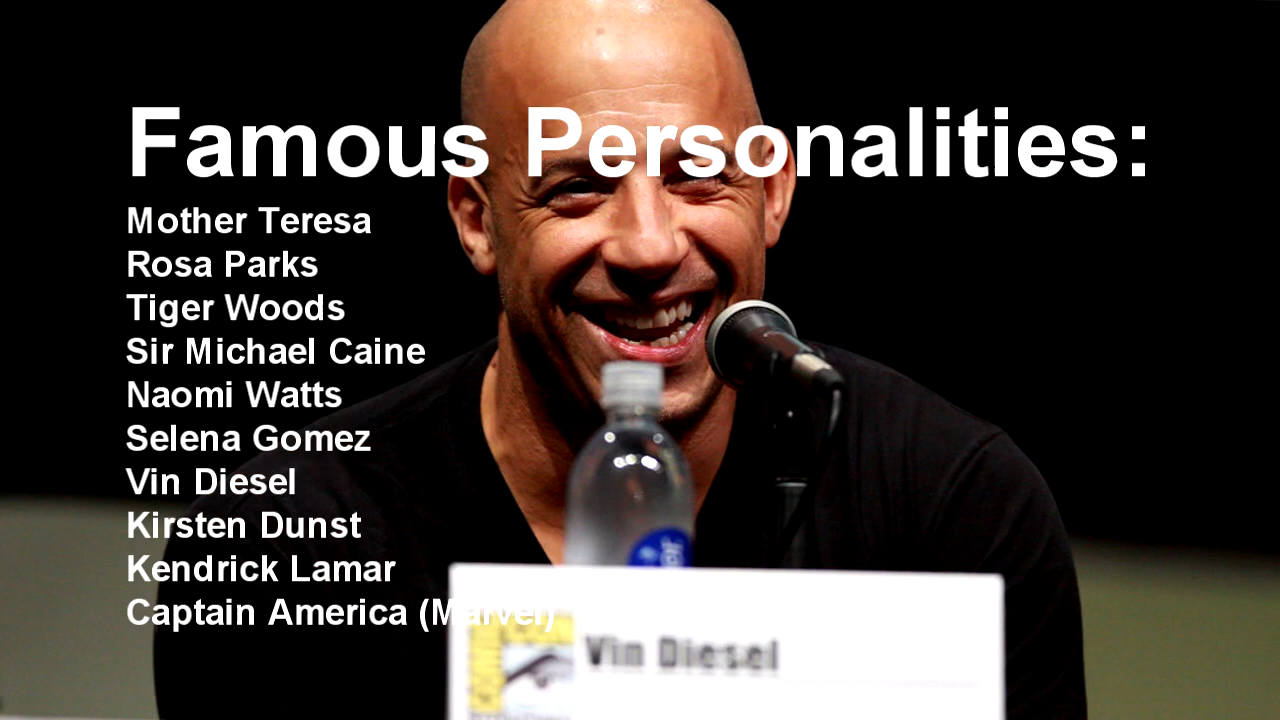 Famous Personalities:
Mother Teresa
Rosa Parks
Tiger Woods
Sir Michael Caine
Naomi Watts
Selena Gomez
Vin Diesel
Kirsten Dunst
Kendrick Lamar
Captain America (Marvel)
Vin Diesel